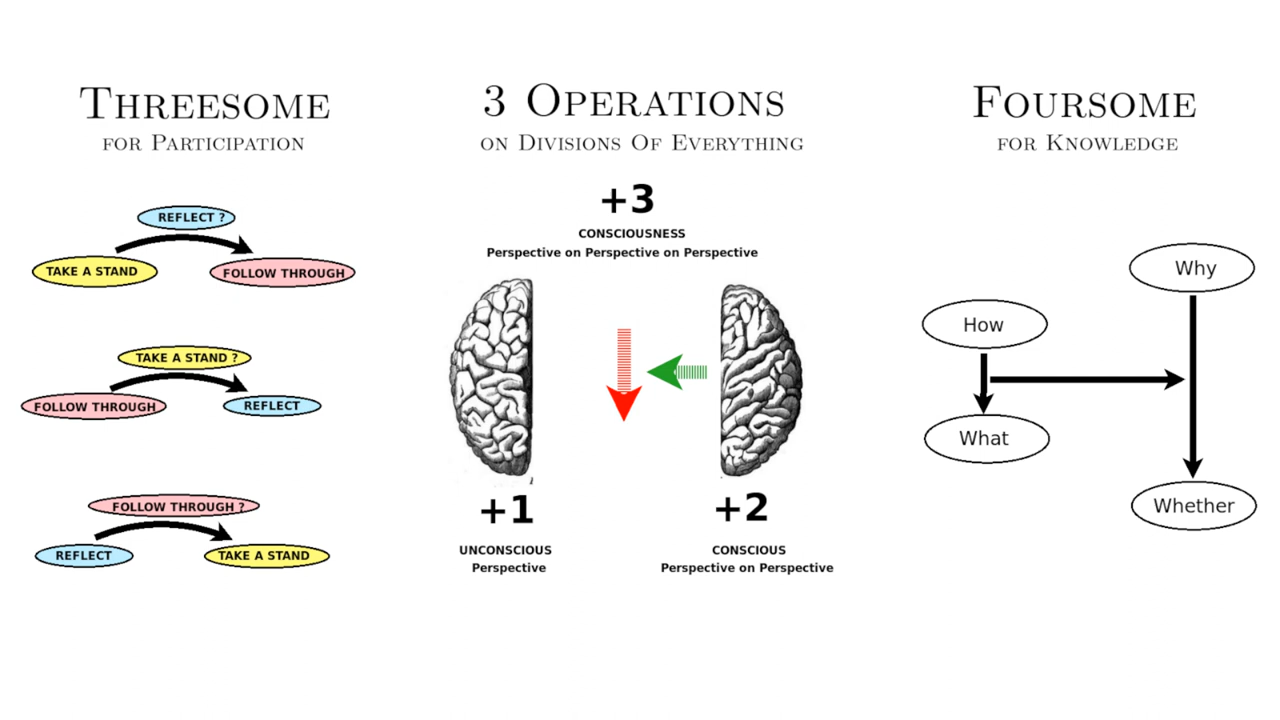 THREESOME
FOR PARTICIPATION
REFLECT ?
TAKE A STAND
FOLLOW THROUGH
TAKE A STAND ?
FOLLOW THROUGH
REFLECT
FOLLOW THROUGH ?
REFLECT
TAKE A STAND
3 OPERATIONS
ON DIVISIONS OF EVERYTHING
+3
CONSCIOUSNESS
Perspective on Perspective on Perspective
+1
UNCONSCIOUS
Perspective
+2
CONSCIOUS
Perspective on Perspective
FOURSOME
FOR KNOWLEDGE
Why
How
What
Whether